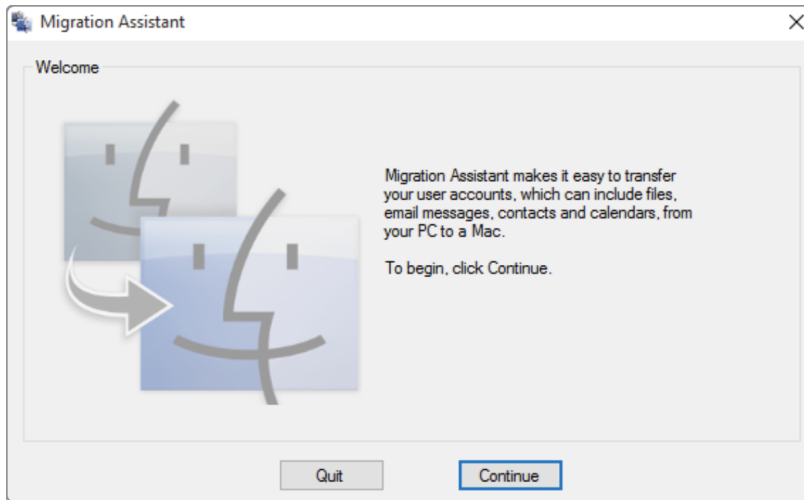 Migration Assistant
Welcome
Migration Assistant makes it easy to transfer
your user accounts, which can include files,
email messages, contacts and calendars, from
your PC to a Mac.
To begin, click Continue.
Quit
Continue